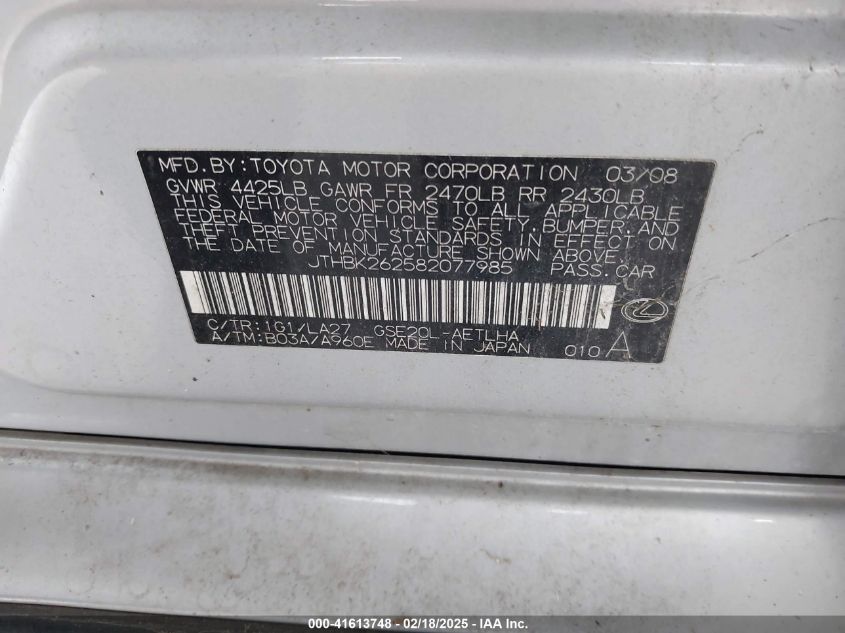 MFD.BY:TOYOTA MOTOR CORPORATION 03/08
GVWR 4425LB GAWR FR 2470LB RR 2430LB
THIS VEHICLE CONFORMS TO ALL APPLICABLE
FEDERAL MOTOR VEHICLE SAFETY,BUMPER,AND
THEFT PREVENTION STANDARDS IN EFFECT ON
THE DATE OF MANUFACTURE SHOWN ABOVE.
JTHBK262582077985 PASS.CAR
C/TR:1G1/LA27 GSE20L-AETLHA
A/TM:B03A/A960E MADE IN JAPAN 010 A
000-41613748 — 02/18/2025 — IAA Inc.